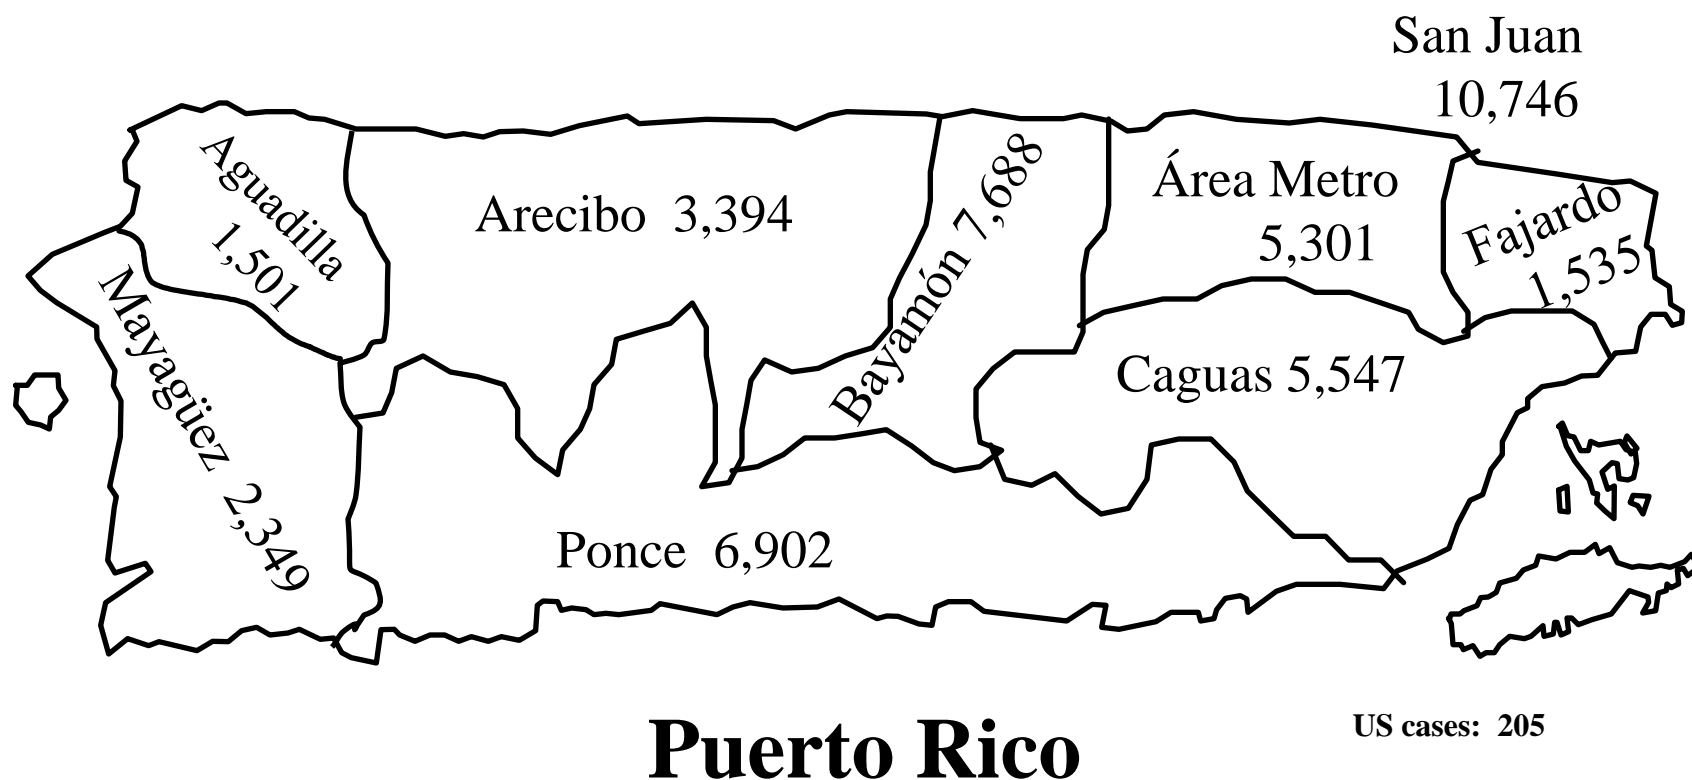 San Juan
10,746
Aguadilla
1,501
Arecibo 3,394
Bayamón 7,688
Área Metro
5,301
Fajardo
1,535
Mayagüez 2,349
Caguas 5,547
Ponce 6,902
Puerto Rico
US cases: 205